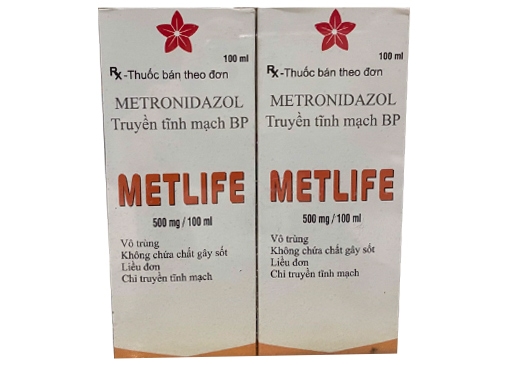 100 ml
Rx-Thuốc bán theo đơn
METRONIDAZOL
Truyền tĩnh mạch BP
METLIFE
500 mg / 100 ml
Vô trùng
Không chứa chất gây sốt
Liều đơn
Chỉ truyền tĩnh mạch
100 ml
Rx-Thuốc bán theo đơn
METRONIDAZOL
Truyền tĩnh mạch BP
METLIFE
500 mg / 100 ml
Vô trùng
Không chứa chất gây sốt
Liều đơn
Chỉ truyền tĩnh mạch